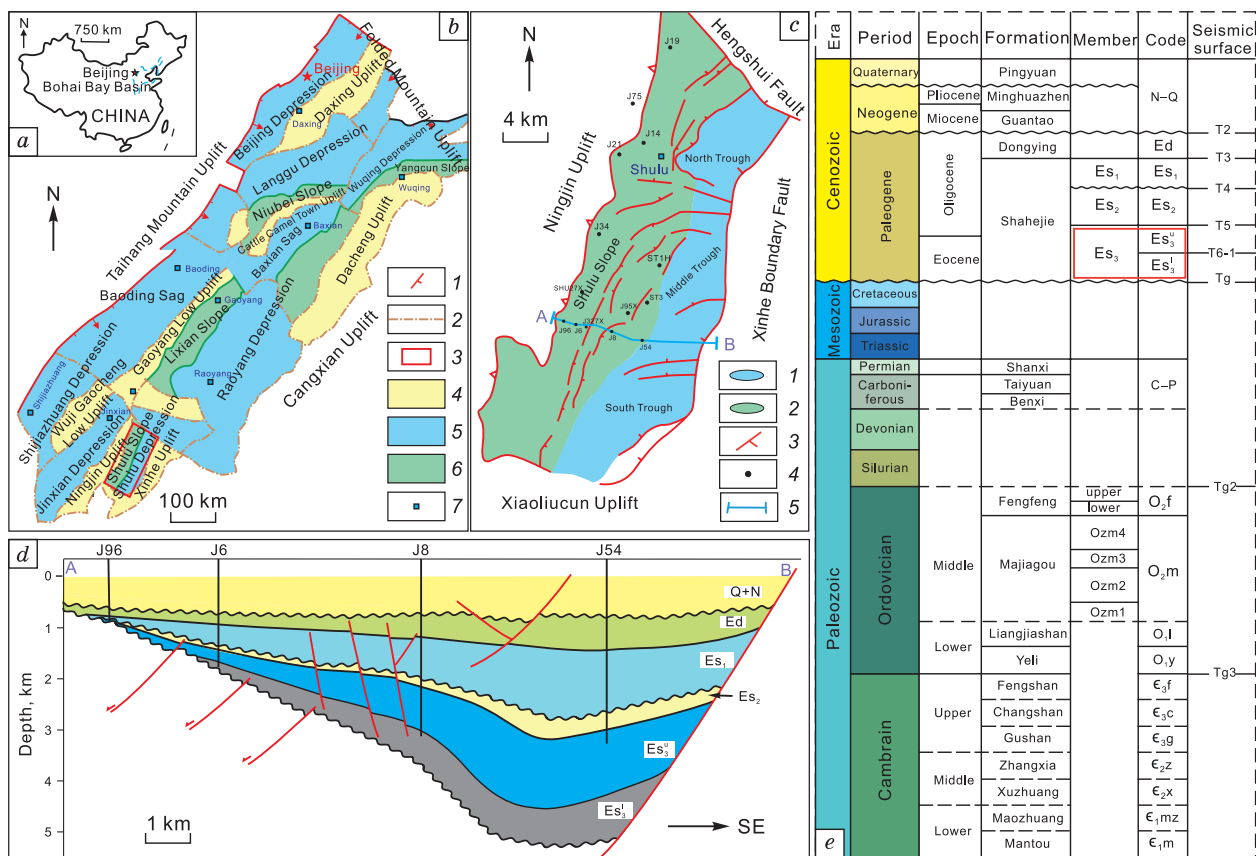 N
750 km
Beijing
Bohai Bay Basin
CHINA
a
b
Folded Mountain Uplift
Beijing
Beijing Depression
Daxing Uplift
Daxing
Taihang Mountain Uplift
Langgu Depression
Wuqing Depression
Yangcun Slope
Wuqing
Niubei Slope
Cattle Camel Town Uplift
Baxian
Baxian Sag
Dacheng Uplift
N
Baoding
Baoding Sag
Gaoyang
Gaoyang Low Uplift
Lixian Slope
Raoyang Depression
Raoyang
Cangxian Uplift
Shijiazhuang
Shijiazhuang Depression
Wuji Gaocheng
Low Uplift
Jinxian
Jinxian Depression
Ningjin Uplift
Shulu Slope
Shulu Depression
Xinhe Uplift
100 km
1
2
3
4
5
6
7
c
N
4 km
J19
Hengshui Fault
J75
J14
J21
Shulu
North Trough
Ningjin Uplift
J34
Shulu Slope
ST1H
Middle Trough
SHU27X
ST3
J95X
Xinhe Boundary Fault
A
J96
J6
J327X
J8
J54
B
South Trough
Xiaoliucun Uplift
1
2
3
4
5
d
J96
J6
J8
J54
A
B
0
1
2
3
4
5
Depth, km
Q+N
Ed
Es1
Es2
Es3u
Es3l
1 km
SE
Era
Period
Epoch
Formation
Member
Code
Seismic
surface
Cenozoic
Quaternary
Pingyuan
N–Q
Neogene
Pliocene
Minghuazhen
Miocene
Guantao
T2
Paleogene
Oligocene
Dongying
Ed
T3
Shahejie
Es1
Es1
T4
Es2
Es2
T5
Eocene
Es3
Es3u
T6-1
Es3l
Tg
Mesozoic
Cretaceous
Jurassic
Triassic
Paleozoic
Permian
Shanxi
C–P
Carboni-
ferous
Taiyuan
Benxi
Devonian
Silurian
Tg2
Ordovician
Middle
Fengfeng
upper
lower
O2f
Majiagou
Ozm4
Ozm3
Ozm2
Ozm1
O2m
Lower
Liangjiashan
O1l
Yeli
O1y
Tg3
Cambrain
Upper
Fengshan
Є3f
Changshan
Є3c
Gushan
Є3g
Middle
Zhangxia
Є2z
Xuzhuang
Є2x
Lower
Maozhuang
Є1mz
Mantou
Є1m
e